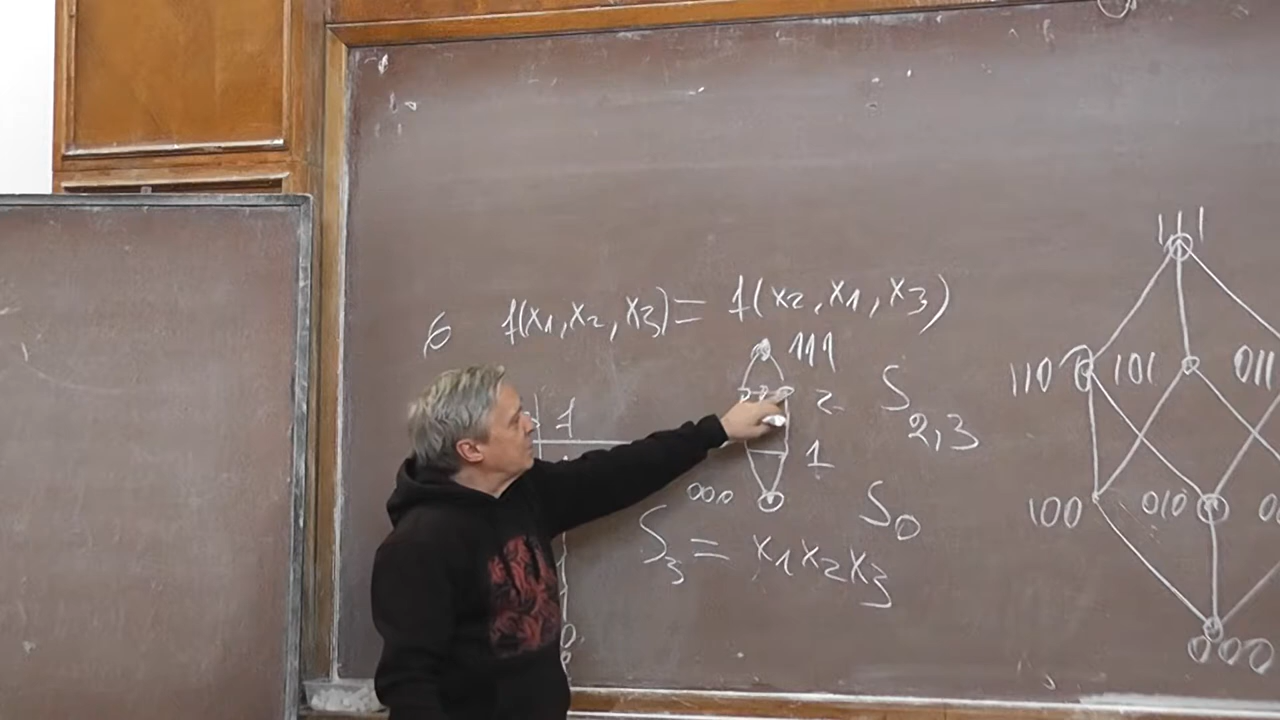 б f(x₁,x₂,x₃) = f(x₂,x₁,x₃)
1
111
2
S₂,₃
1
000
S₀
S₃ = x₁x₂x₃
111
110 101 011
100 010
000